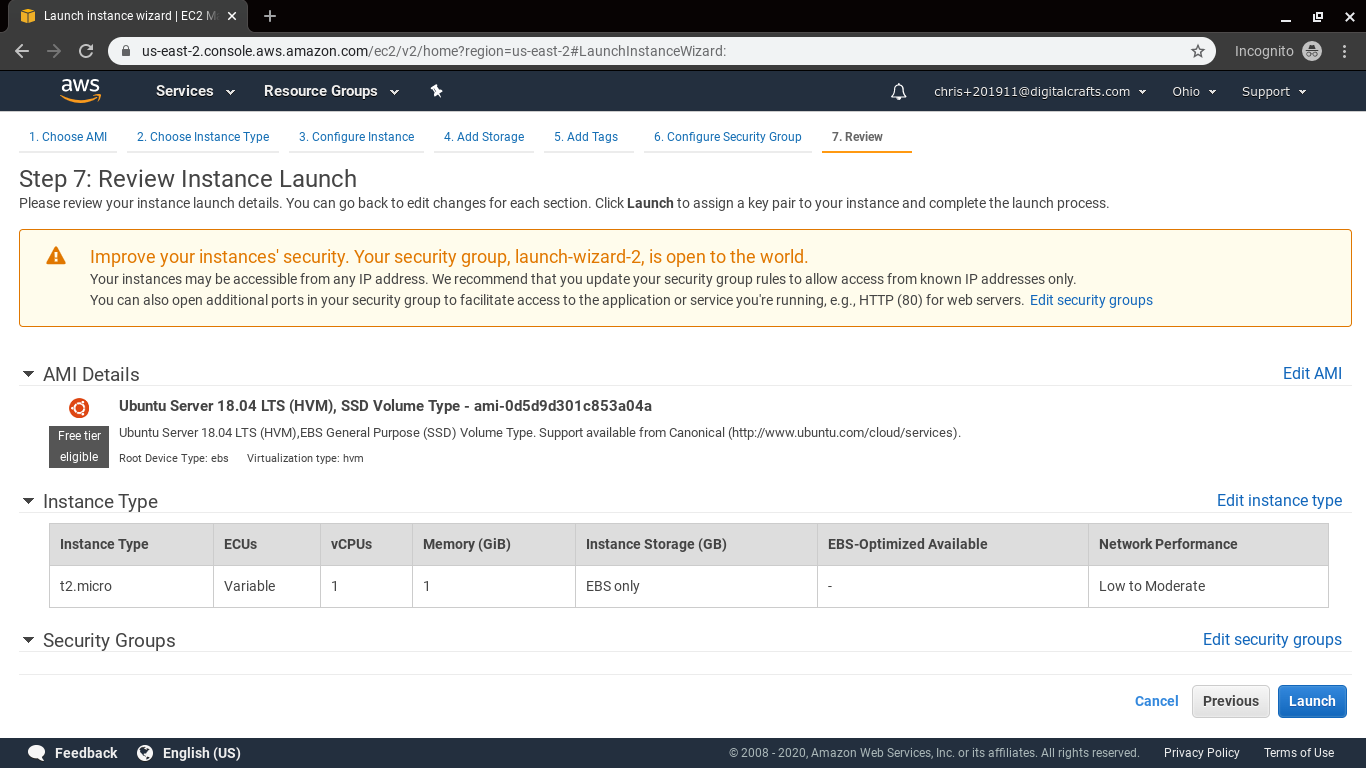 Launch instance wizard | EC2 Ma
us-east-2.console.aws.amazon.com/ec2/v2/home?region=us-east-2#LaunchInstanceWizard:
Incognito
aws Services Resource Groups chris+201911@digitalcrafts.com Ohio Support
1. Choose AMI 2. Choose Instance Type 3. Configure Instance 4. Add Storage 5. Add Tags 6. Configure Security Group 7. Review
Step 7: Review Instance Launch
Please review your instance launch details. You can go back to edit changes for each section. Click Launch to assign a key pair to your instance and complete the launch process.
Improve your instances' security. Your security group, launch-wizard-2, is open to the world.
Your instances may be accessible from any IP address. We recommend that you update your security group rules to allow access from known IP addresses only.
You can also open additional ports in your security group to facilitate access to the application or service you're running, e.g., HTTP (80) for web servers. Edit security groups
AMI Details Edit AMI
Ubuntu Server 18.04 LTS (HVM), SSD Volume Type - ami-0d5d9d301c853a04a
Free tier
eligible
Ubuntu Server 18.04 LTS (HVM),EBS General Purpose (SSD) Volume Type. Support available from Canonical (http://www.ubuntu.com/cloud/services).
Root Device Type: ebs Virtualization type: hvm
Instance Type Edit instance type
Instance Type ECUs vCPUs Memory (GiB) Instance Storage (GB) EBS-Optimized Available Network Performance
t2.micro Variable 1 1 EBS only - Low to Moderate
Security Groups Edit security groups
Cancel Previous Launch
Feedback English (US) © 2008 - 2020, Amazon Web Services, Inc. or its affiliates. All rights reserved. Privacy Policy Terms of Use